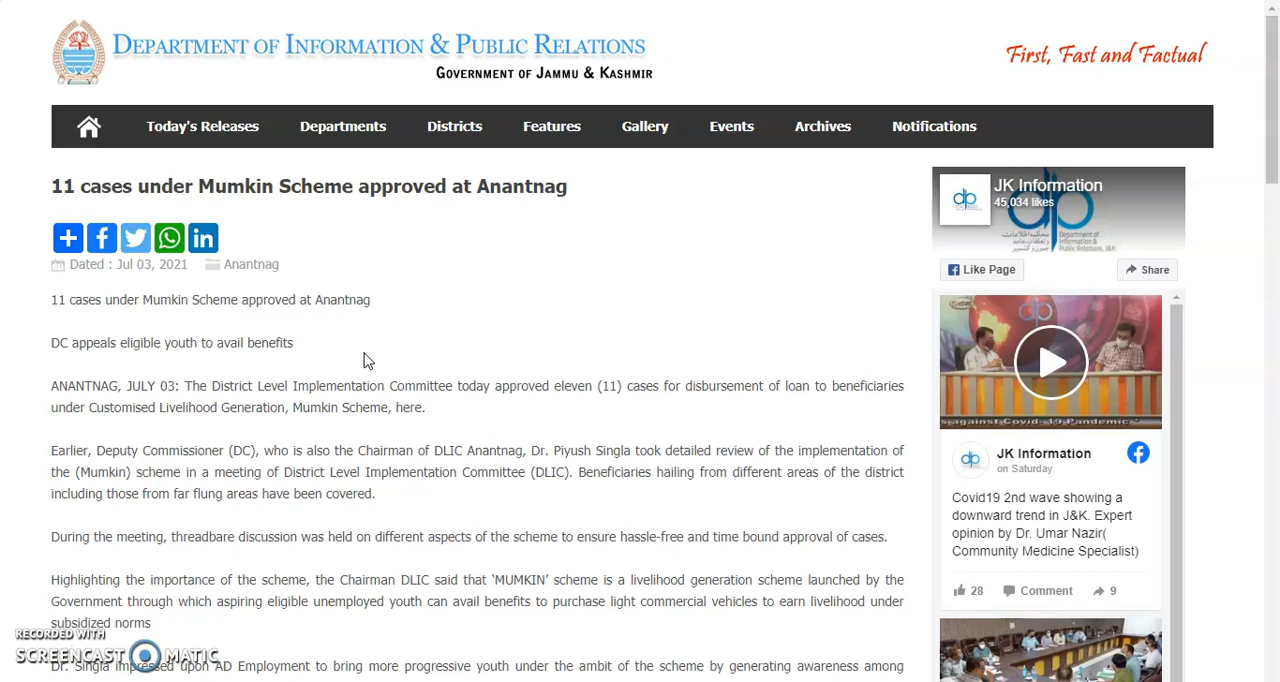 DEPARTMENT OF INFORMATION & PUBLIC RELATIONS
GOVERNMENT OF JAMMU & KASHMIR
First, Fast and Factual
Today's Releases Departments Districts Features Gallery Events Archives Notifications
11 cases under Mumkin Scheme approved at Anantnag
Dated : Jul 03, 2021 Anantnag
11 cases under Mumkin Scheme approved at Anantnag
DC appeals eligible youth to avail benefits
ANANTNAG, JULY 03: The District Level Implementation Committee today approved eleven (11) cases for disbursement of loan to beneficiaries
under Customised Livelihood Generation, Mumkin Scheme, here.
Earlier, Deputy Commissioner (DC), who is also the Chairman of DLIC Anantnag, Dr. Piyush Singla took detailed review of the implementation of
the (Mumkin) scheme in a meeting of District Level Implementation Committee (DLIC). Beneficiaries hailing from different areas of the district
including those from far flung areas have been covered.
During the meeting, threadbare discussion was held on different aspects of the scheme to ensure hassle-free and time bound approval of cases.
Highlighting the importance of the scheme, the Chairman DLIC said that ‘MUMKIN’ scheme is a livelihood generation scheme launched by the
Government through which aspiring eligible unemployed youth can avail benefits to purchase light commercial vehicles to earn livelihood under
subsidized norms
Dr. Singla impressed upon AD Employment to bring more progressive youth under the ambit of the scheme by generating awareness among
RECORDED WITH
SCREENCAST MATIC
JK Information
45,034 likes
Department of
Information &
Public Relations, J&K
Like Page Share
s against Covid-19 Pandemic
JK Information
on Saturday
Covid19 2nd wave showing a
downward trend in J&K. Expert
opinion by Dr. Umar Nazir(
Community Medicine Specialist)
28 Comment 9